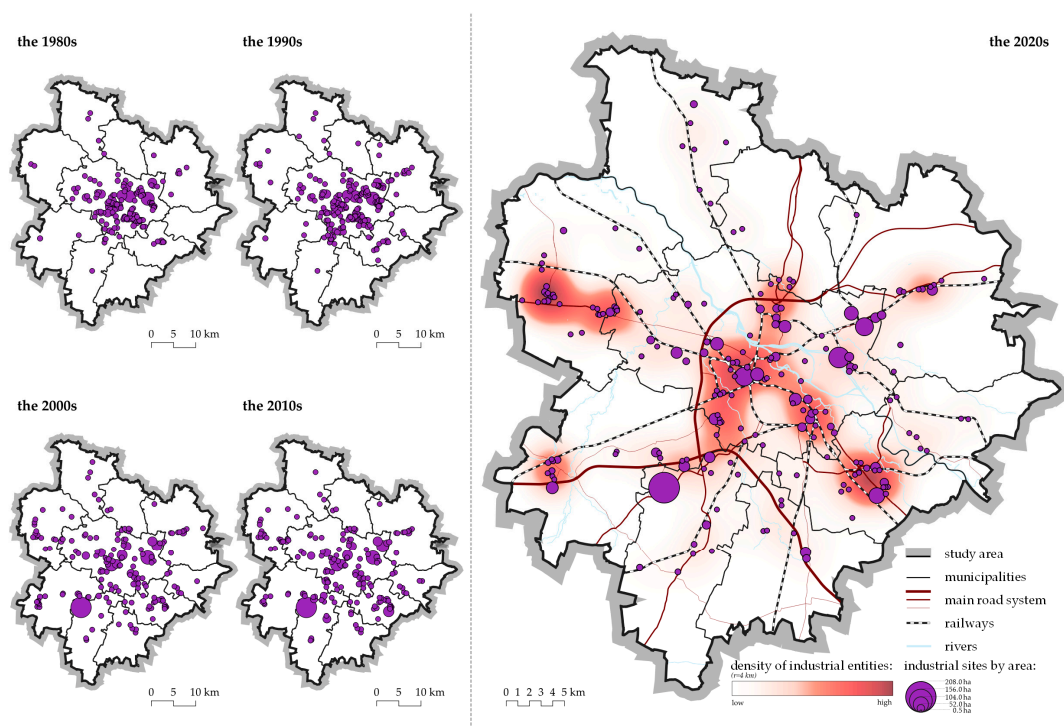 the 1980s
the 1990s
the 2020s
0 5 10 km
0 5 10 km
the 2000s
the 2010s
0 5 10 km
0 5 10 km
study area
municipalities
main road system
railways
rivers
density of industrial entities:
(r=4 km)
low high
industrial sites by area:
208.0 ha
156.0 ha
104.0 ha
52.0 ha
0.5 ha
0 1 2 3 4 5 km